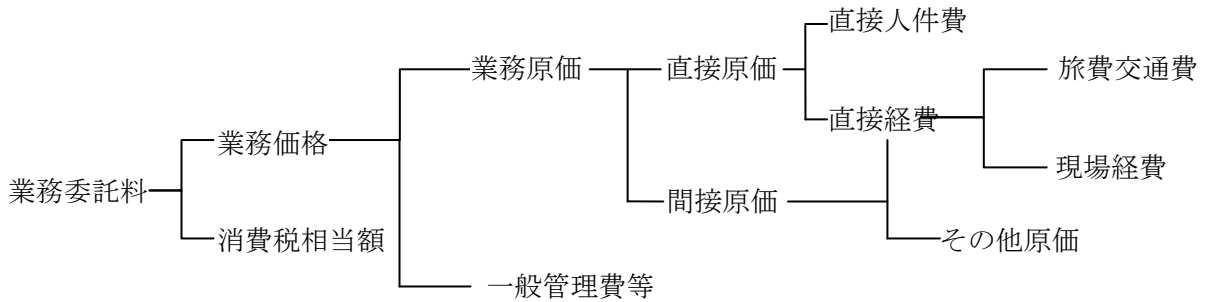 直接人件費
業務原価
直接原価
旅費交通費
直接経費
業務価格
現場経費
業務委託料
間接原価
消費税相当額
その他原価
一般管理費等